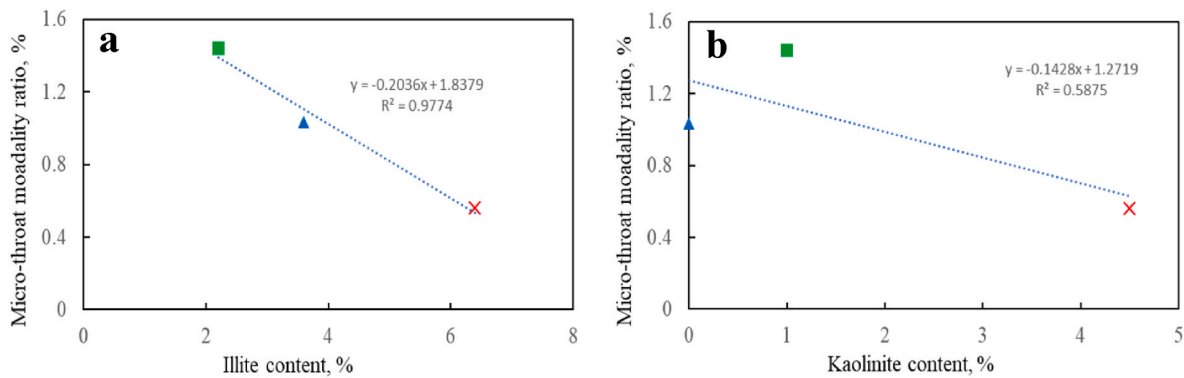 a
Micro-throat moadality ratio, %
1.6
1.2
0.8
0.4
0
y = -0.2036x + 1.8379
R² = 0.9774
0 2 4 6 8
Illite content, %
b
Micro-throat moadality ratio, %
1.6
1.2
0.8
0.4
0
y = -0.1428x + 1.2719
R² = 0.5875
0 1 2 3 4 5
Kaolinite content, %